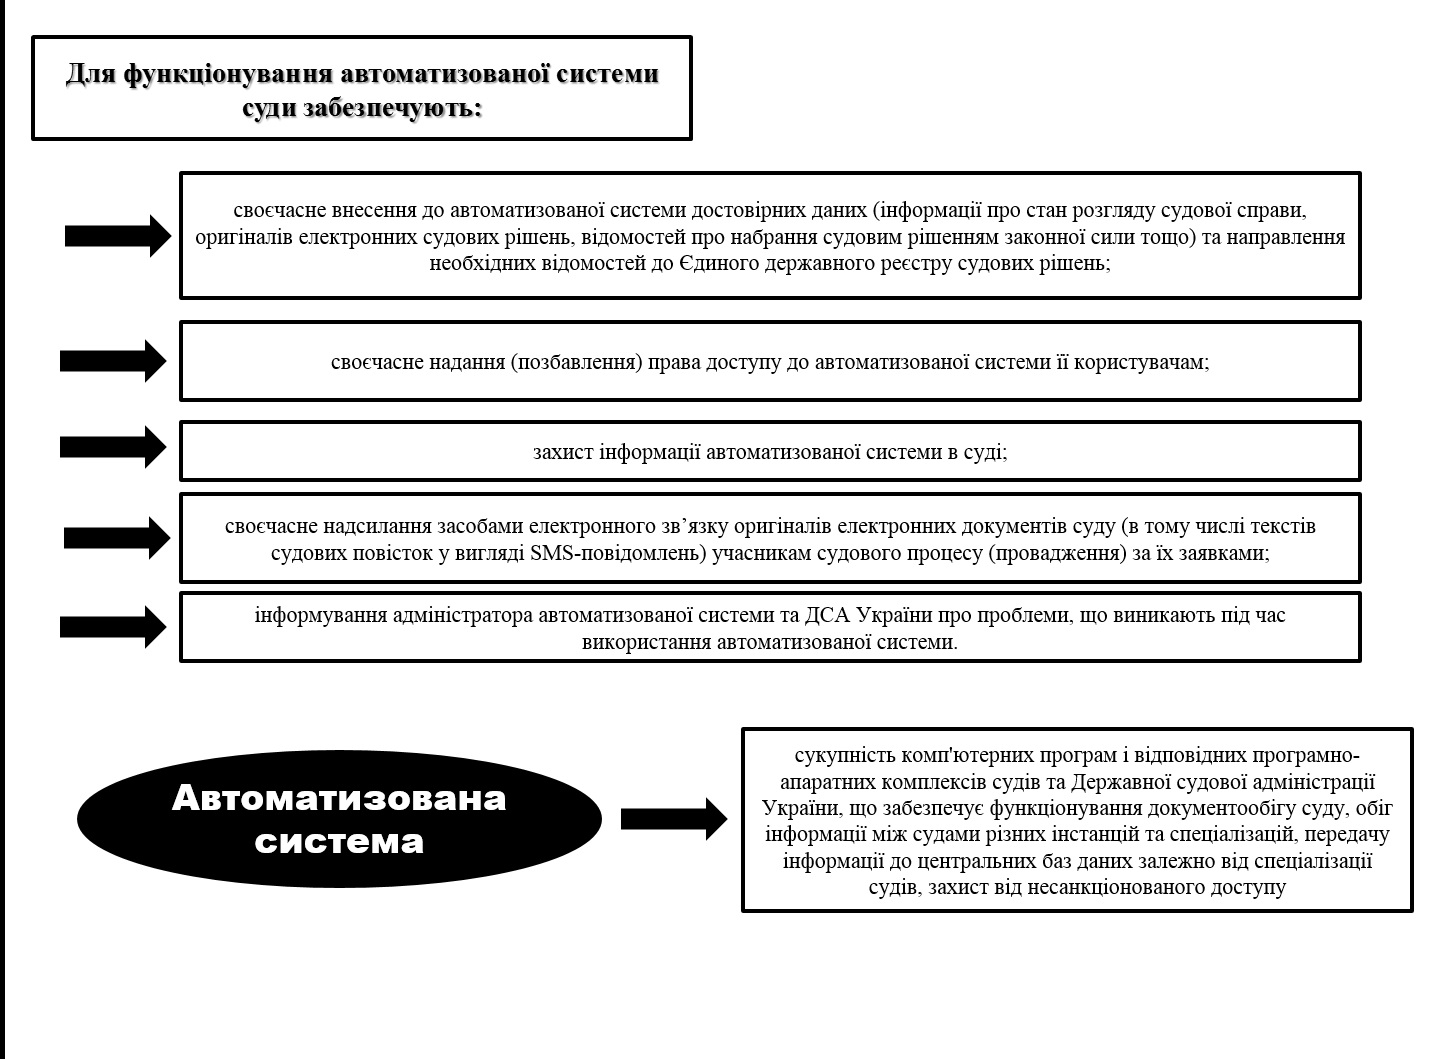 Для функціонування автоматизованої системи
суди забезпечують:
своєчасне внесення до автоматизованої системи достовірних даних (інформації про стан розгляду судової справи,
оригіналів електронних судових рішень, відомостей про набрання судовим рішенням законної сили тощо) та направлення
необхідних відомостей до Єдиного державного реєстру судових рішень;
своєчасне надання (позбавлення) права доступу до автоматизованої системи її користувачам;
захист інформації автоматизованої системи в суді;
своєчасне надсилання засобами електронного зв’язку оригіналів електронних документів суду (в тому числі текстів
судових повісток у вигляді SMS-повідомлень) учасникам судового процесу (провадження) за їх заявками;
інформування адміністратора автоматизованої системи та ДСА України про проблеми, що виникають під час
використання автоматизованої системи.
Автоматизована
система
сукупність комп'ютерних програм і відповідних програмно-
апаратних комплексів судів та Державної судової адміністрації
України, що забезпечує функціонування документообігу суду, обіг
інформації між судами різних інстанцій та спеціалізацій, передачу
інформації до центральних баз даних залежно від спеціалізації
судів, захист від несанкціонованого доступу